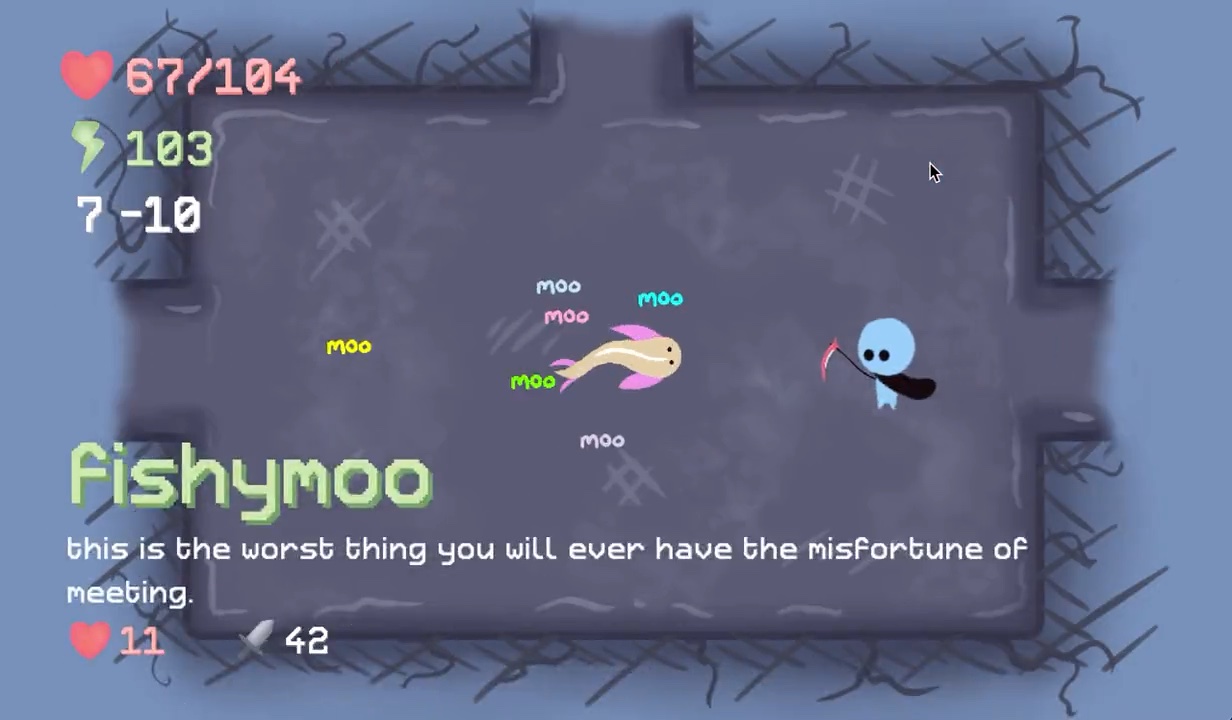 67/104
103
7 -10
moo
moo
moo
moo
moo
moo
fishymoo
this is the worst thing you will ever have the misfortune of
meeting.
11 42